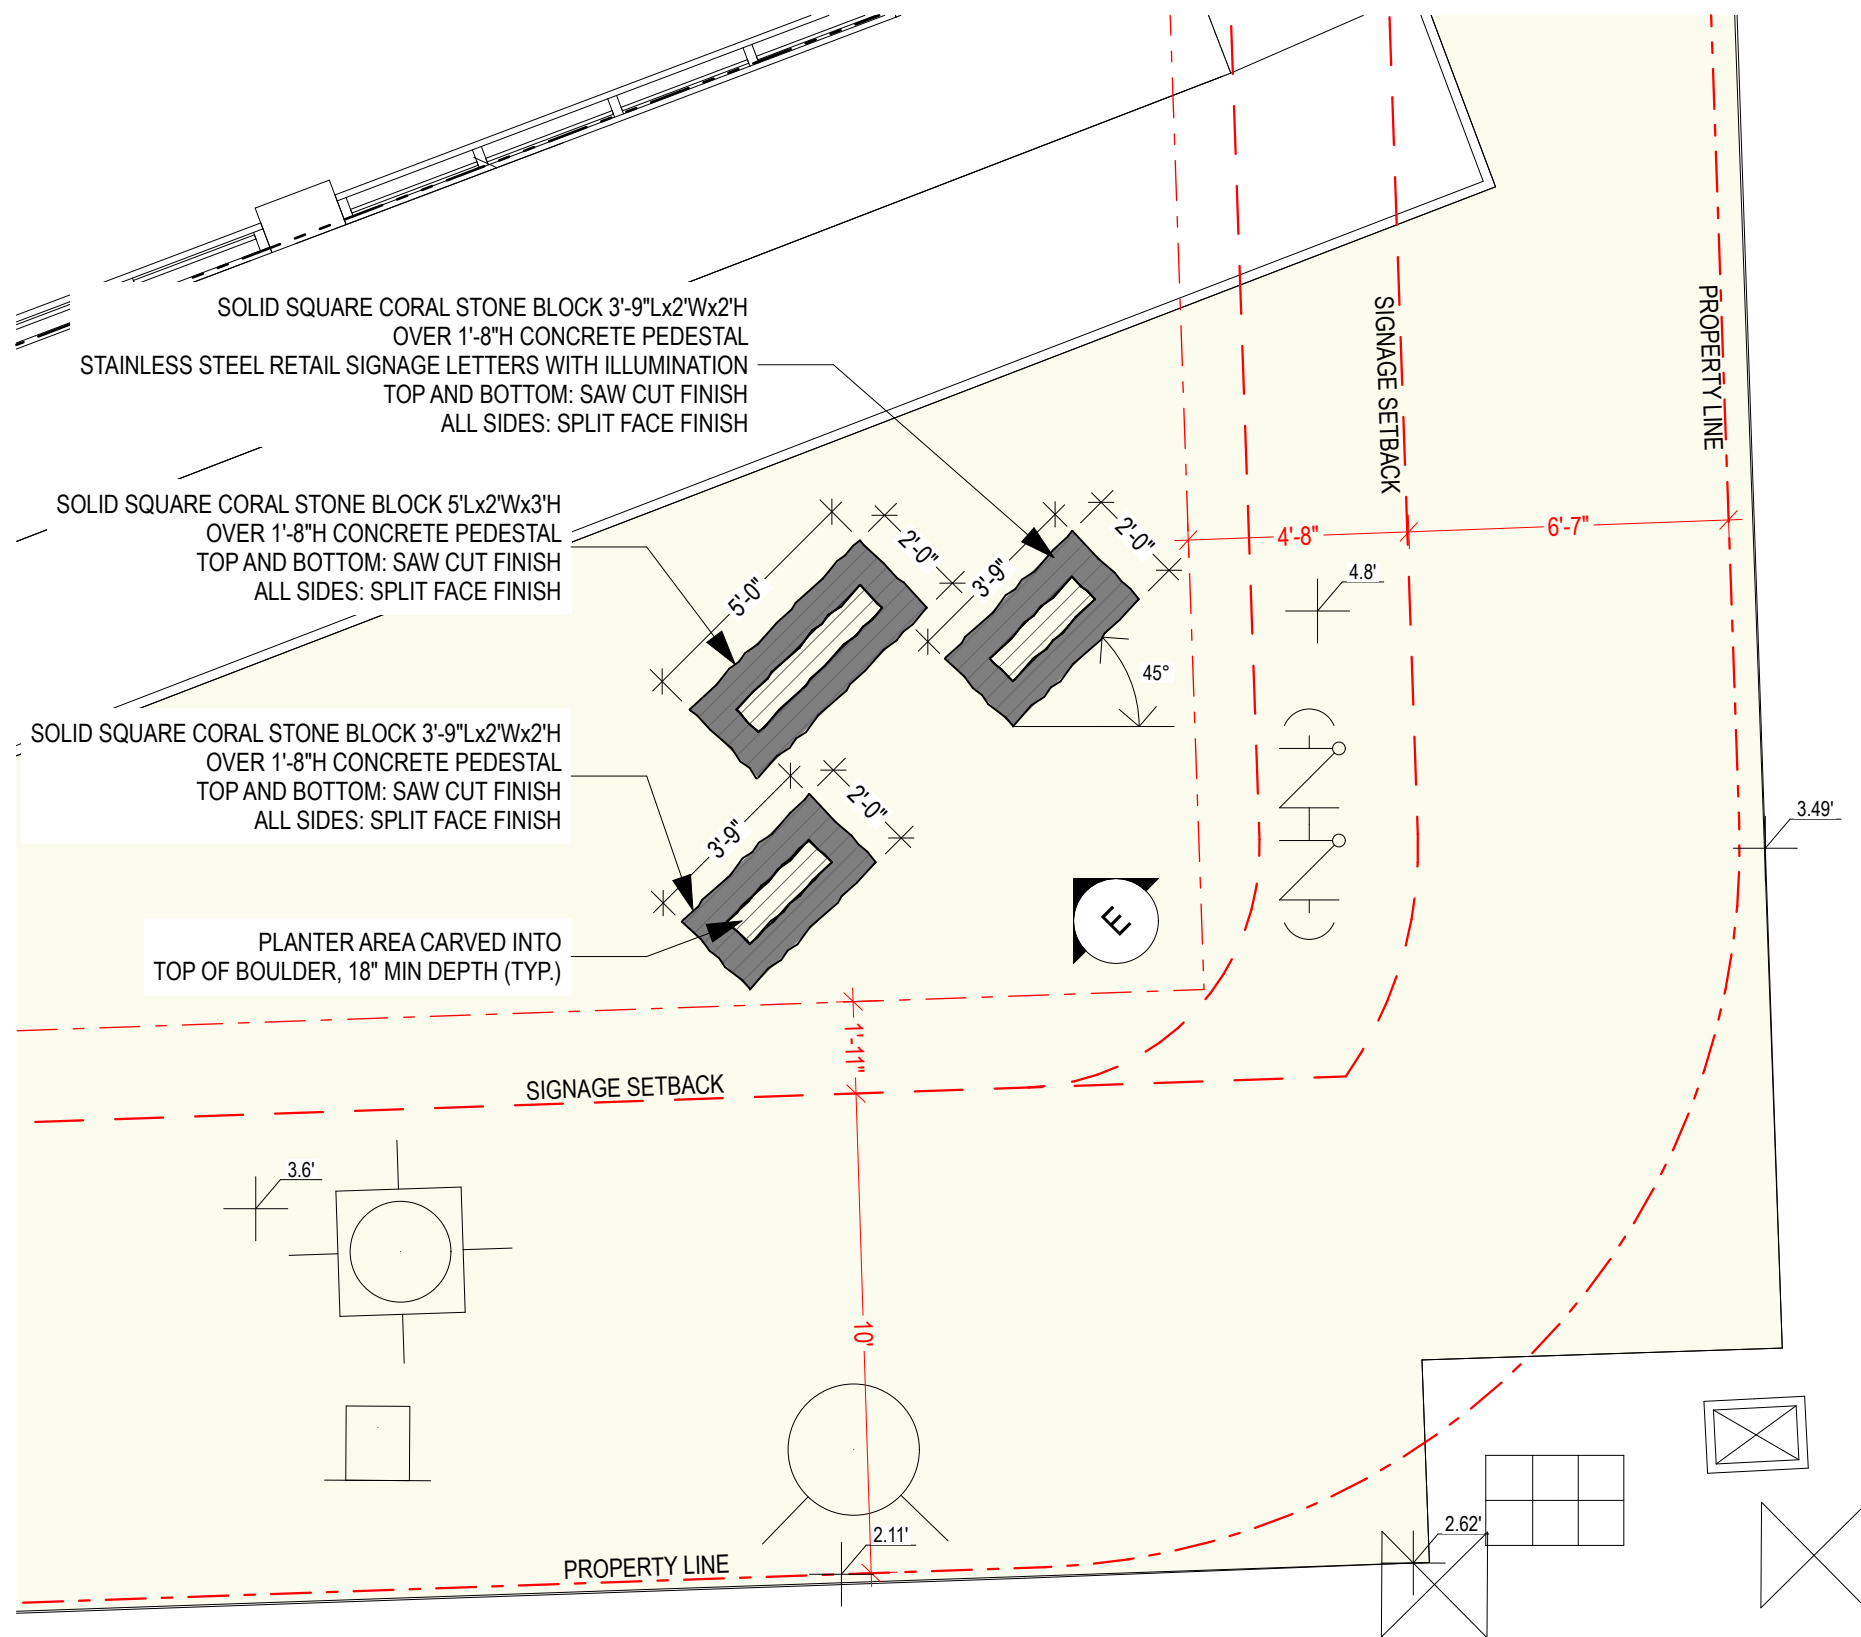 SOLID SQUARE CORAL STONE BLOCK 3'-9"Lx2'Wx2'H
OVER 1'-8"H CONCRETE PEDESTAL
STAINLESS STEEL RETAIL SIGNAGE LETTERS WITH ILLUMINATION
TOP AND BOTTOM: SAW CUT FINISH
ALL SIDES: SPLIT FACE FINISH
SIGNAGE SETBACK
PROPERTY LINE
SOLID SQUARE CORAL STONE BLOCK 5'Lx2'Wx3'H
OVER 1'-8"H CONCRETE PEDESTAL
TOP AND BOTTOM: SAW CUT FINISH
ALL SIDES: SPLIT FACE FINISH
5'-0"
2'-0"
3'-9"
2'-0"
4'-8"
6'-7"
4.8'
45°
SOLID SQUARE CORAL STONE BLOCK 3'-9"Lx2'Wx2'H
OVER 1'-8"H CONCRETE PEDESTAL
TOP AND BOTTOM: SAW CUT FINISH
ALL SIDES: SPLIT FACE FINISH
3'-9"
2'-0"
3.49'
E
PLANTER AREA CARVED INTO
TOP OF BOULDER, 18" MIN DEPTH (TYP.)
1'-11"
SIGNAGE SETBACK
3.6'
10'
2.11'
2.62'
PROPERTY LINE